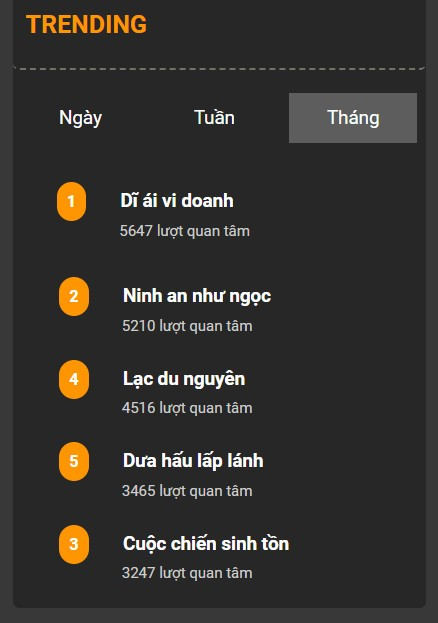 TRENDING
Ngày Tuần Tháng
1 Dĩ ái vi doanh
5647 lượt quan tâm
2 Ninh an như ngọc
5210 lượt quan tâm
4 Lạc du nguyên
4516 lượt quan tâm
5 Dưa hấu lấp lánh
3465 lượt quan tâm
3 Cuộc chiến sinh tồn
3247 lượt quan tâm